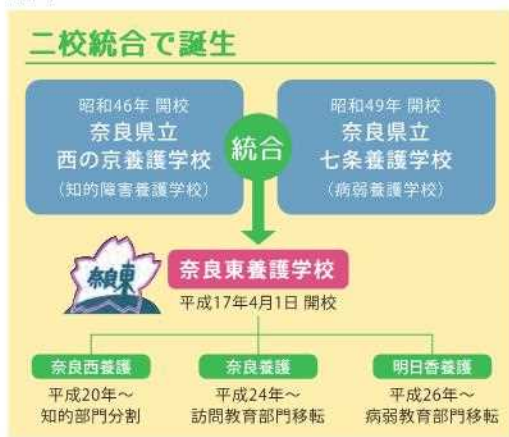 二校統合で誕生
昭和46年 開校
奈良県立
西の京養護学校
（知的障害養護学校）
統合
昭和49年 開校
奈良県立
七条養護学校
（病弱養護学校）
奈良東
奈良東養護学校
平成17年4月1日 開校
奈良西養護
平成20年～
知的部門分割
奈良養護
平成24年～
訪問教育部門移転
明日香養護
平成26年～
病弱教育部門移転